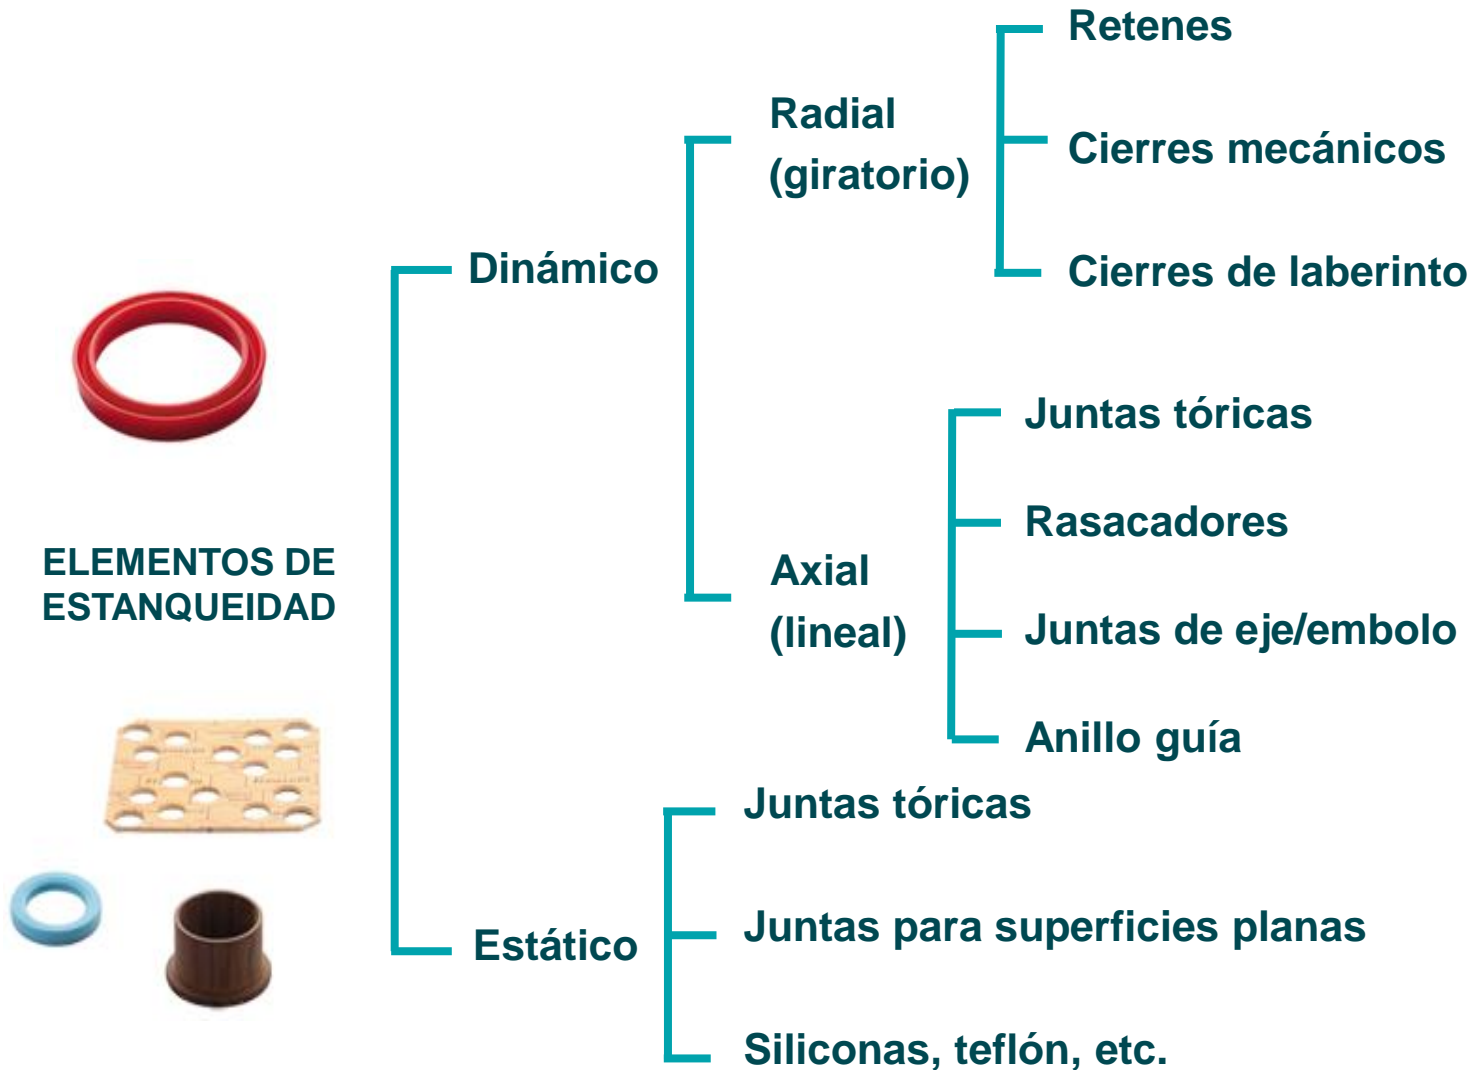 Retenes
Radial
(giratorio)
Cierres mecánicos
Dinámico
Cierres de laberinto
Juntas tóricas
Rasacadores
ELEMENTOS DE
ESTANQUEIDAD
Axial
(lineal)
Juntas de eje/embolo
Anillo guía
Juntas tóricas
Estático
Juntas para superficies planas
Siliconas, teflón, etc.